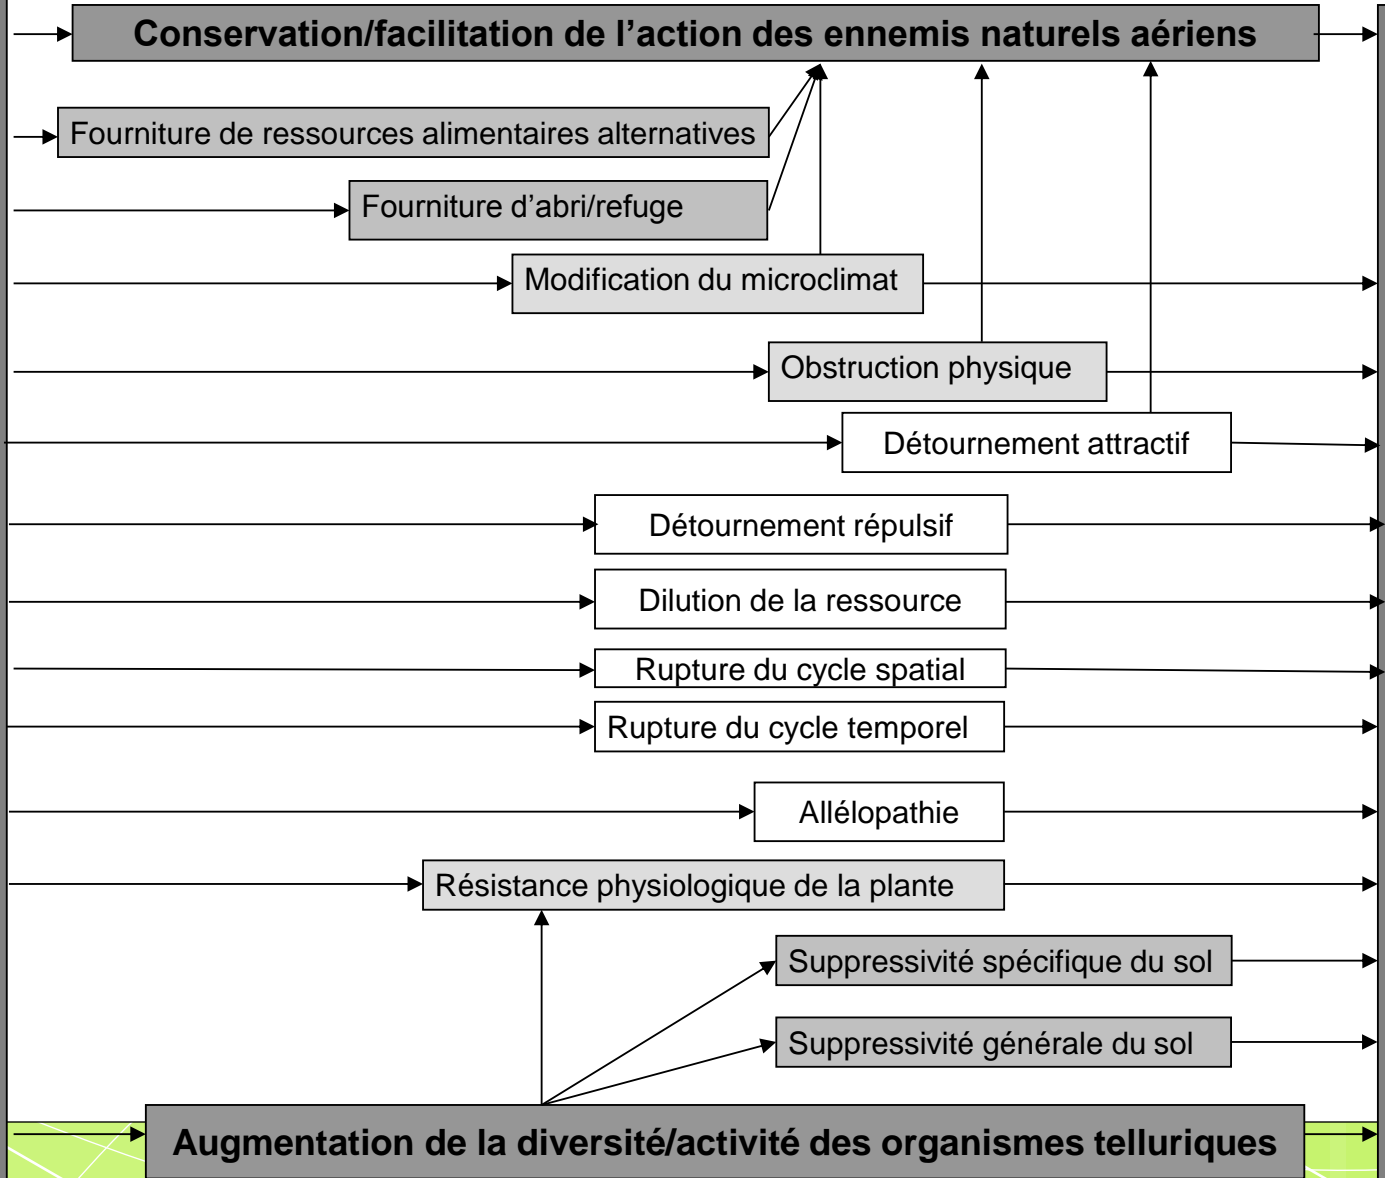 Conservation/facilitation de l’action des ennemis naturels aériens
Fourniture de ressources alimentaires alternatives
Fourniture d’abri/refuge
Modification du microclimat
Obstruction physique
Détournement attractif
Détournement répulsif
Dilution de la ressource
Rupture du cycle spatial
Rupture du cycle temporel
Allélopathie
Résistance physiologique de la plante
Suppressivité spécifique du sol
Suppressivité générale du sol
Augmentation de la diversité/activité des organismes telluriques